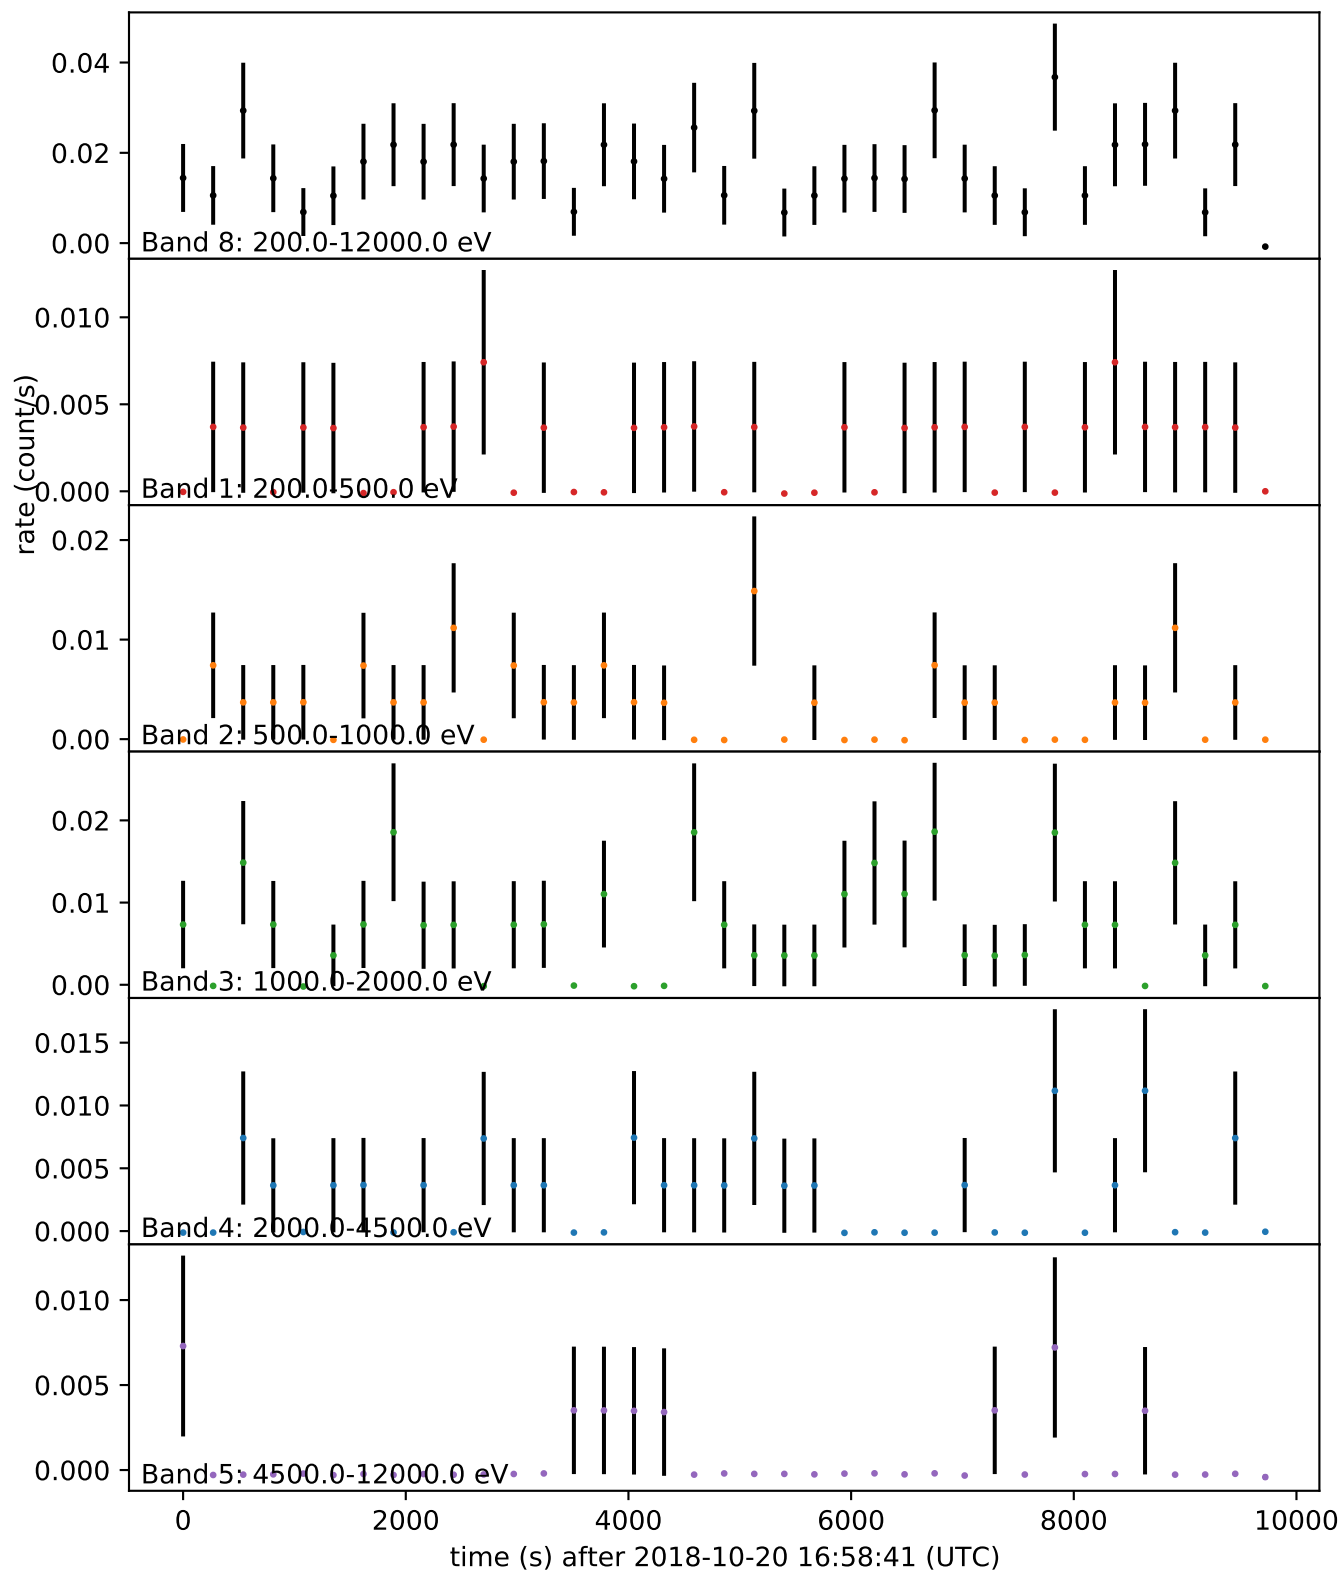 0.04
0.02
0.00
Band 8: 200.0-12000.0 eV
0.010
0.005
0.000
Band 1: 200.0-500.0 eV
rate (count/s)
0.02
0.01
0.00
Band 2: 500.0-1000.0 eV
0.02
0.01
0.00
Band 3: 1000.0-2000.0 eV
0.015
0.010
0.005
0.000
Band 4: 2000.0-4500.0 eV
0.010
0.005
0.000
Band 5: 4500.0-12000.0 eV
0 2000 4000 6000 8000 10000
time (s) after 2018-10-20 16:58:41 (UTC)